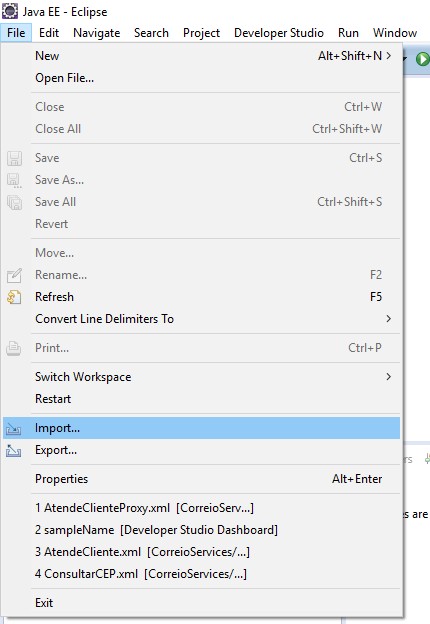 Java EE - Eclipse
File Edit Navigate Search Project Developer Studio Run Window
New Alt+Shift+N >
Open File...
Close Ctrl+W
Close All Ctrl+Shift+W
Save Ctrl+S
Save As...
Save All Ctrl+Shift+S
Revert
Move...
Rename... F2
Refresh F5
Convert Line Delimiters To >
Print... Ctrl+P
Switch Workspace >
Restart
Import...
Export...
rs
Properties Alt+Enter
1 AtendeClienteProxy.xml [CorreioServ...]
es are
2 sampleName [Developer Studio Dashboard]
3 AtendeCliente.xml [CorreioServices/...]
4 ConsultarCEP.xml [CorreioServices/...]
Exit